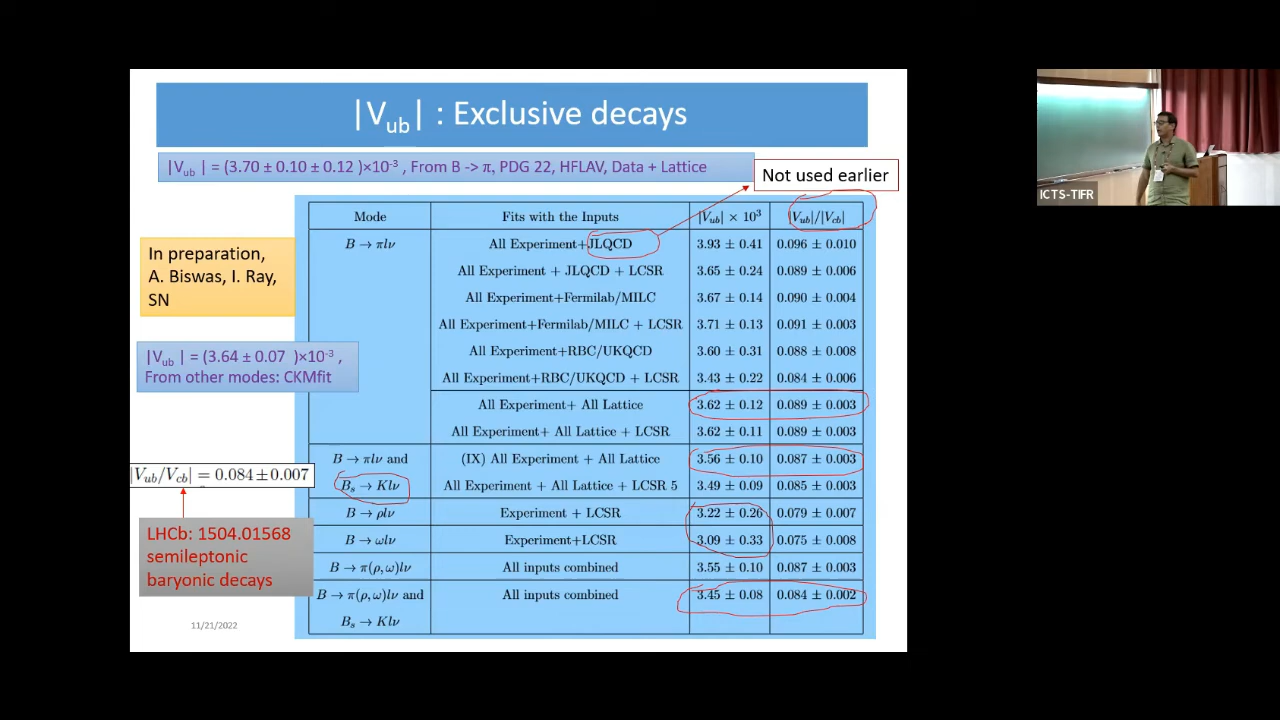 |Vub| : Exclusive decays
|Vub| = (3.70 ± 0.10 ± 0.12 )×10-3 , From B -> π, PDG 22, HFLAV, Data + Lattice
Not used earlier
ICTS-TIFR
In preparation,
A. Biswas, I. Ray,
SN
|Vub| = (3.64 ± 0.07 )×10-3 ,
From other modes: CKMfit
|Vub/Vcb| = 0.084±0.007
LHCb: 1504.01568
semileptonic
baryonic decays
11/21/2022
Mode Fits with the Inputs |Vub| × 10³ |Vub|/|Vcb|
B → πlν All Experiment+JLQCD 3.93 ± 0.41 0.096 ± 0.010
All Experiment + JLQCD + LCSR 3.65 ± 0.24 0.089 ± 0.006
All Experiment+Fermilab/MILC 3.67 ± 0.14 0.090 ± 0.004
All Experiment+Fermilab/MILC + LCSR 3.71 ± 0.13 0.091 ± 0.003
All Experiment+RBC/UKQCD 3.60 ± 0.31 0.088 ± 0.008
All Experiment+RBC/UKQCD + LCSR 3.43 ± 0.22 0.084 ± 0.006
All Experiment+ All Lattice 3.62 ± 0.12 0.089 ± 0.003
All Experiment+ All Lattice + LCSR 3.62 ± 0.11 0.089 ± 0.003
B → πlν and (IX) All Experiment + All Lattice 3.56 ± 0.10 0.087 ± 0.003
Bs → Klν All Experiment + All Lattice + LCSR 5 3.49 ± 0.09 0.085 ± 0.003
B → ρlν Experiment + LCSR 3.22 ± 0.26 0.079 ± 0.007
B → ωlν Experiment+LCSR 3.09 ± 0.33 0.075 ± 0.008
B → π(ρ, ω)lν All inputs combined 3.55 ± 0.10 0.087 ± 0.003
B → π(ρ, ω)lν and All inputs combined 3.45 ± 0.08 0.084 ± 0.002
Bs → Klν